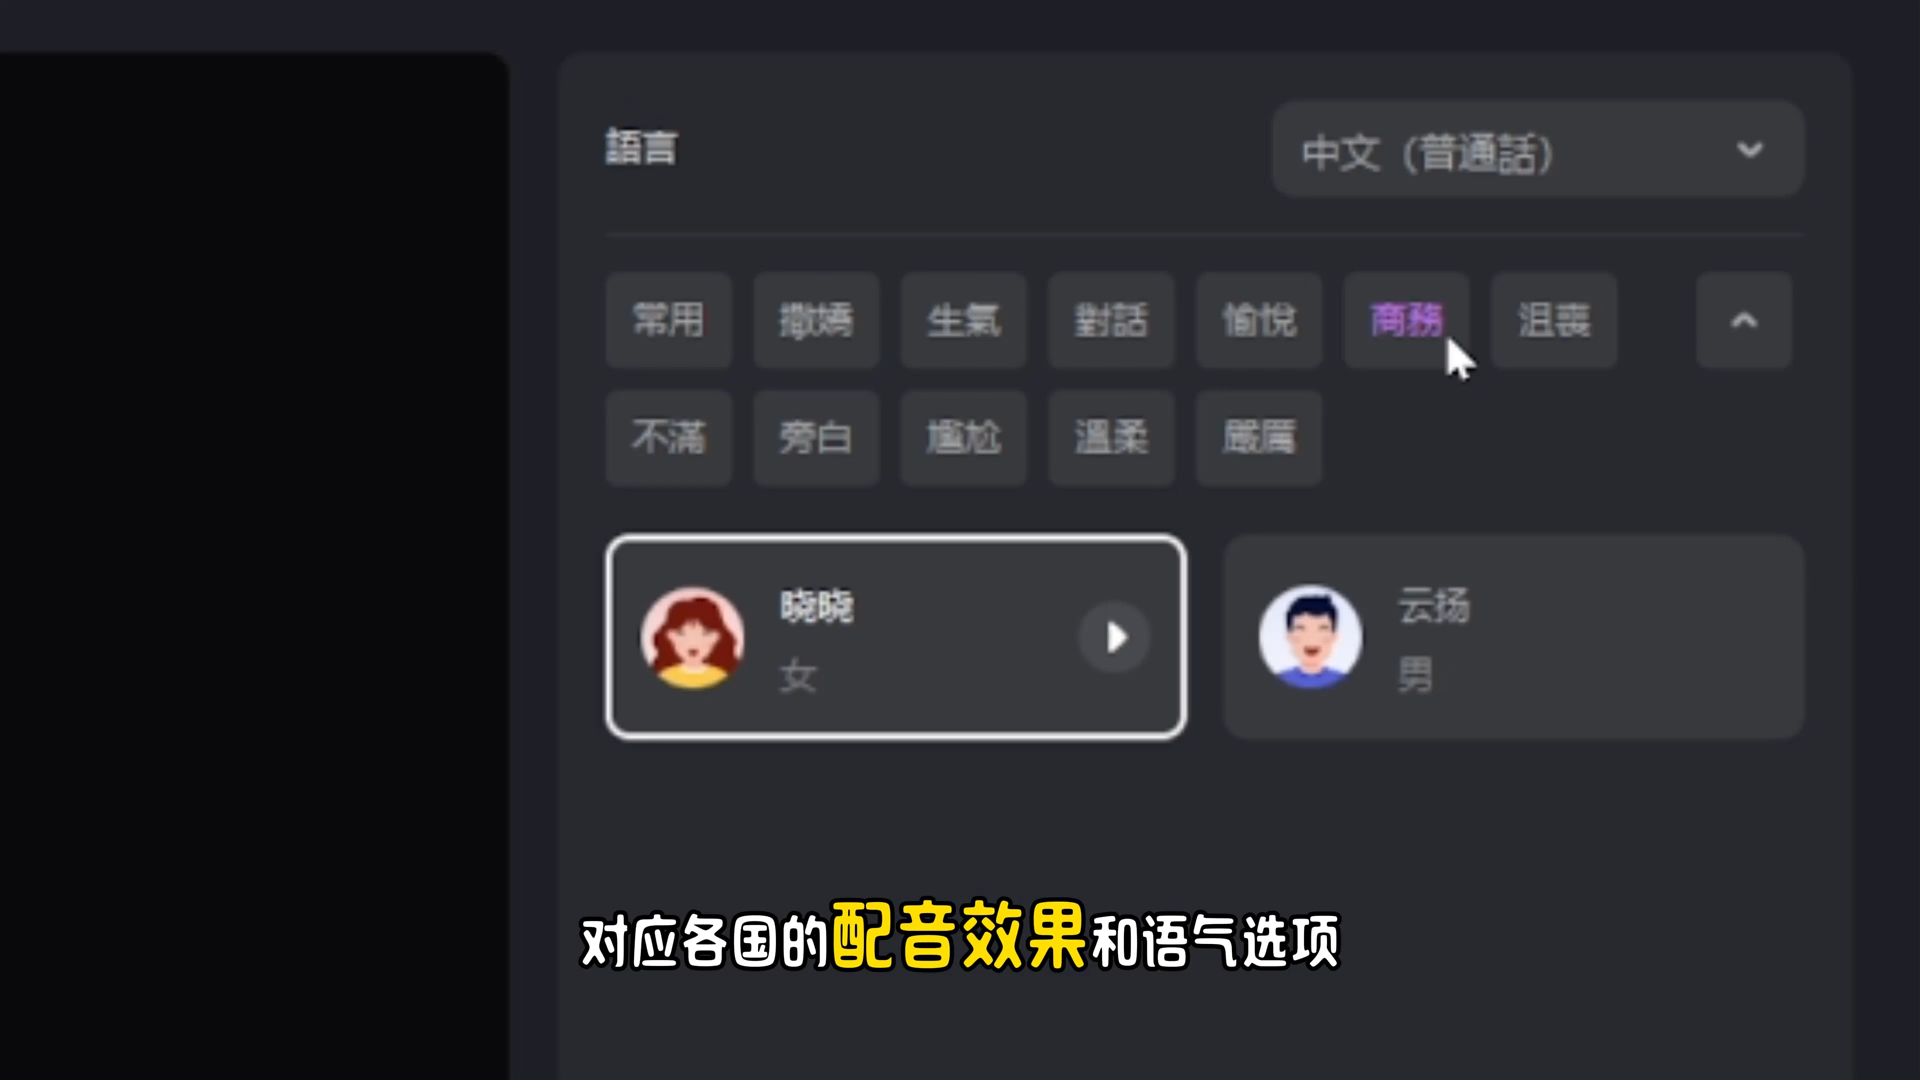 語言
中文（普通話）
常用 撒嬌 生氣 對話 愉悅 商務 沮喪
不滿 旁白 尷尬 溫柔 嚴厲
晓晓
女
云扬
男
对应各国的配音效果和语气选项